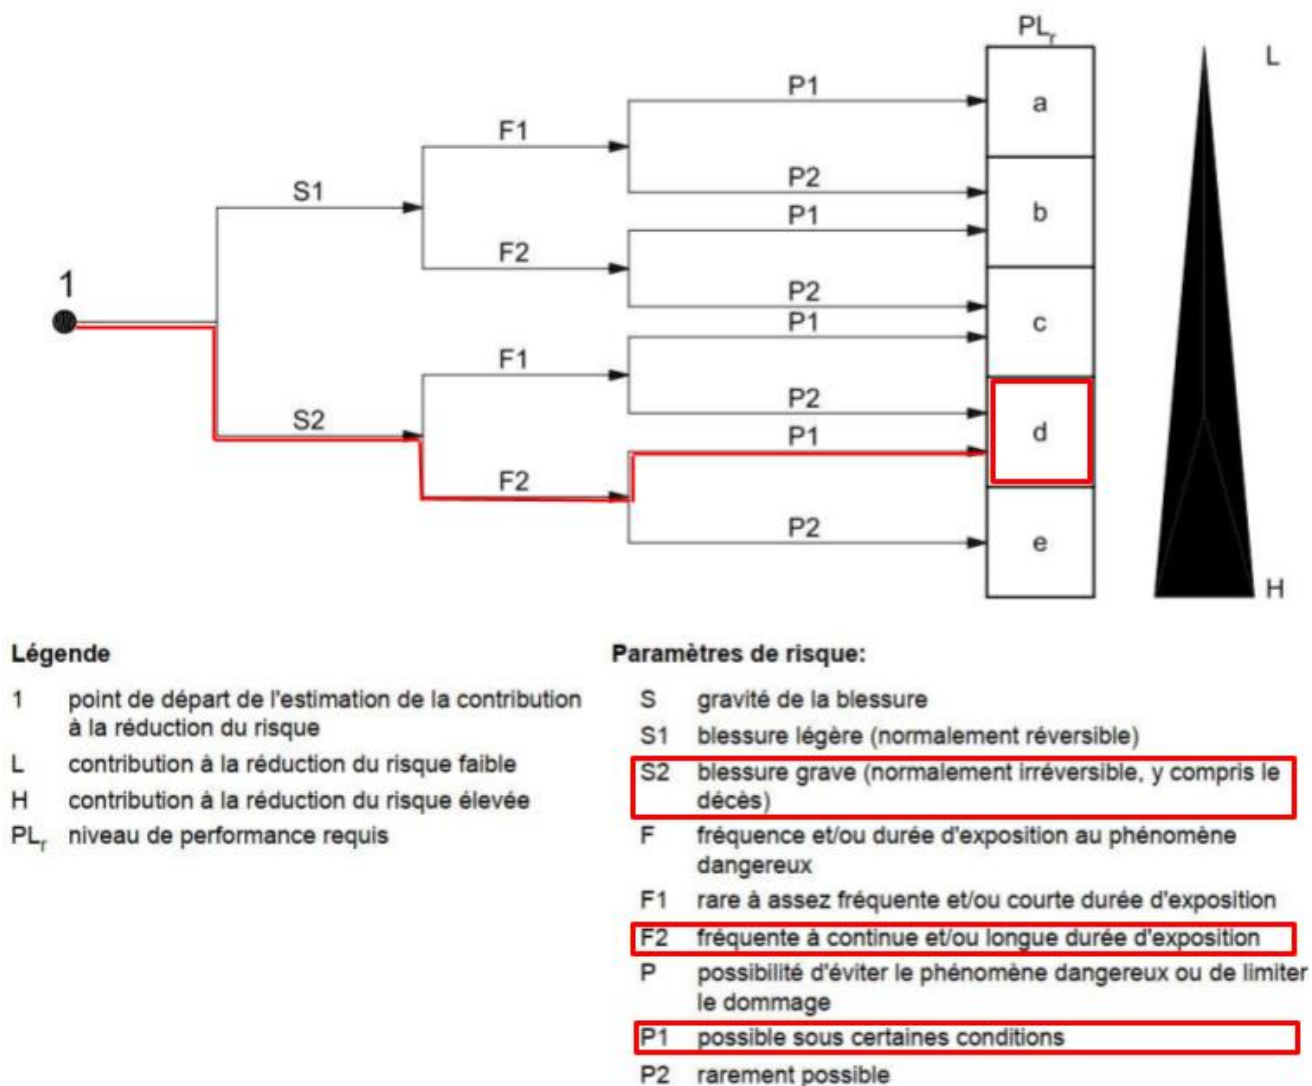 PLr
L
P1
a
F1
P2
S1
P1
b
F2
1
P2
c
P1
F1
P2
S2
P1
d
F2
P2
e
H
Légende
1 point de départ de l'estimation de la contribution
à la réduction du risque
L contribution à la réduction du risque faible
H contribution à la réduction du risque élevée
PLr niveau de performance requis
Paramètres de risque:
S gravité de la blessure
S1 blessure légère (normalement réversible)
S2 blessure grave (normalement irréversible, y compris le
décès)
F fréquence et/ou durée d'exposition au phénomène
dangereux
F1 rare à assez fréquente et/ou courte durée d'exposition
F2 fréquente à continue et/ou longue durée d'exposition
P possibilité d'éviter le phénomène dangereux ou de limiter
le dommage
P1 possible sous certaines conditions
P2 rarement possible